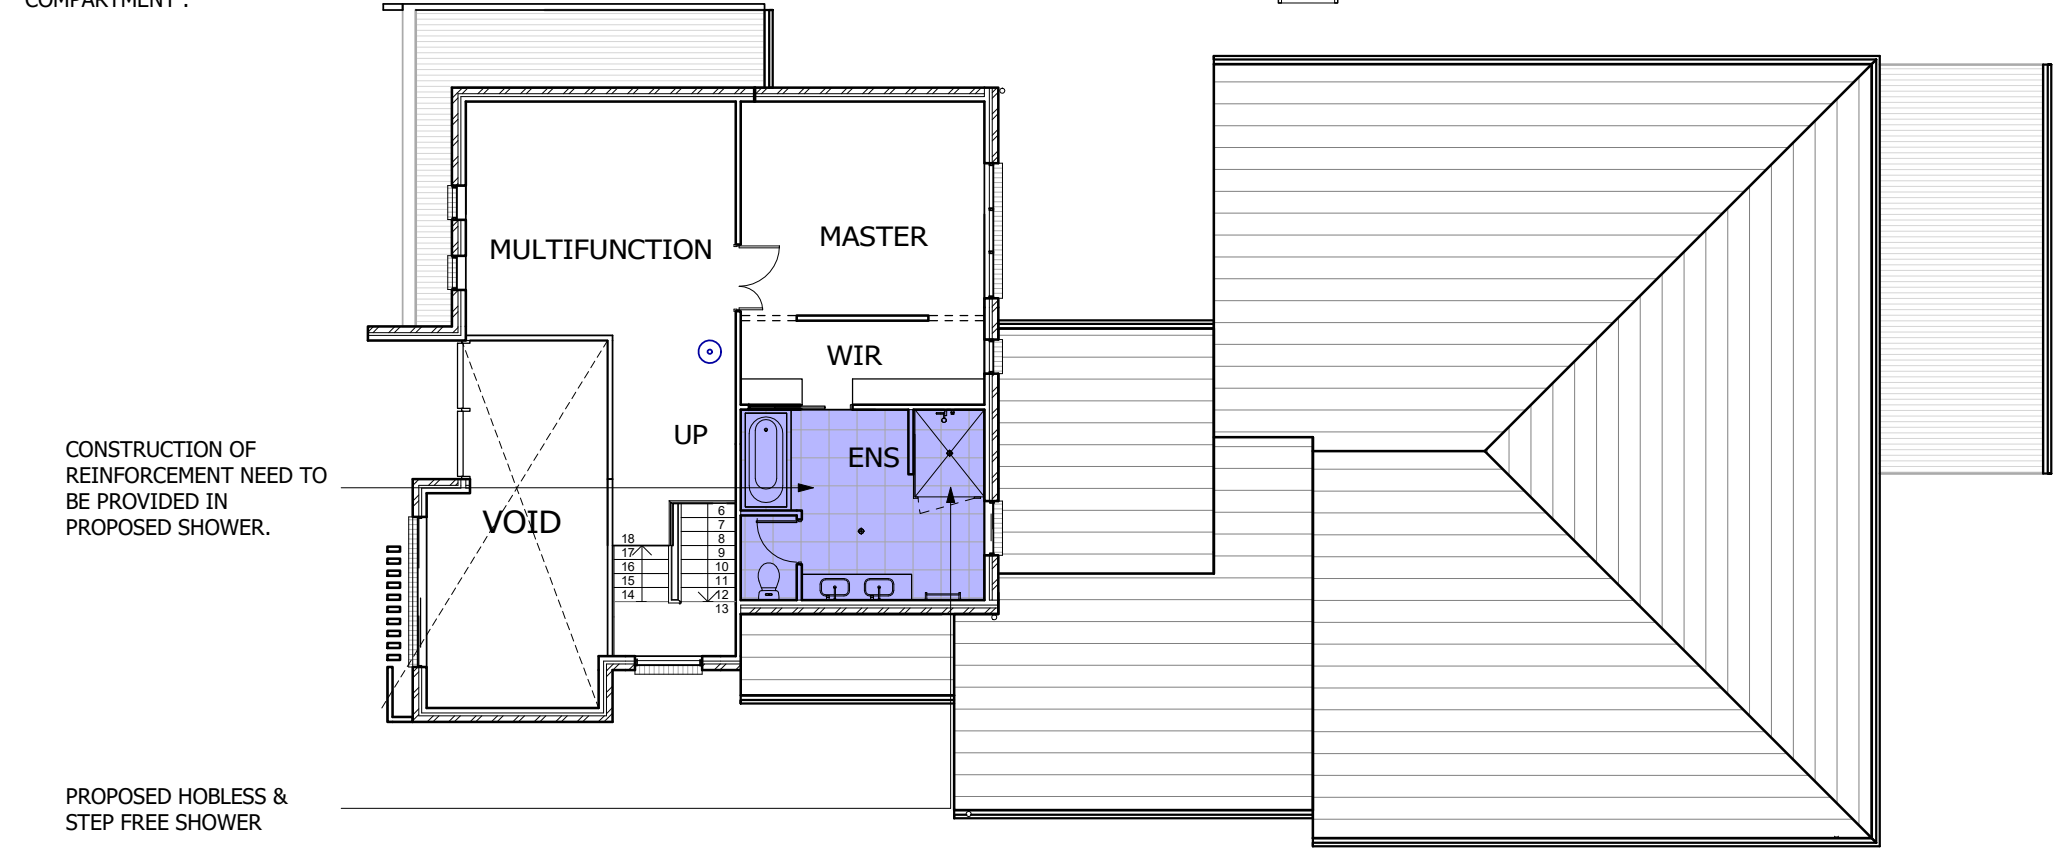 COMPARTMENT .
MULTIFUNCTION
MASTER
WIR
UP
ENS
CONSTRUCTION OF
REINFORCEMENT NEED TO
BE PROVIDED IN
PROPOSED SHOWER.
VOID
6
7
8
9
10
11
12
13
18
17
16
15
14
PROPOSED HOBLESS &
STEP FREE SHOWER